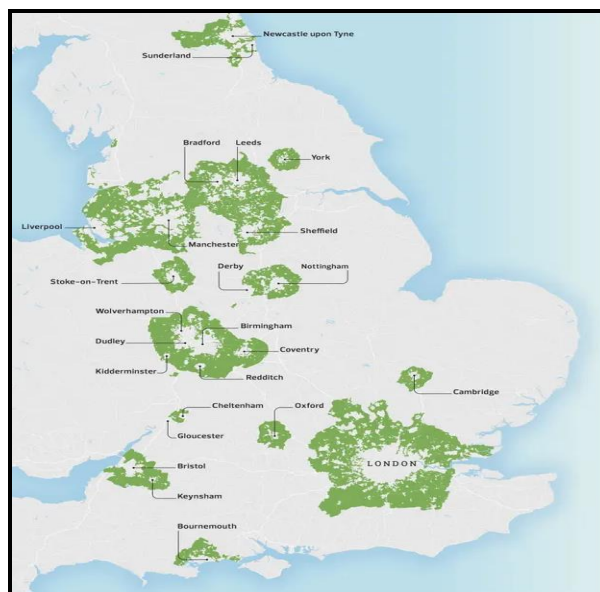 Newcastle upon Tyne
Sunderland
Bradford
Leeds
York
Liverpool
Sheffield
Manchester
Stoke-on-Trent
Derby
Nottingham
Wolverhampton
Birmingham
Dudley
Coventry
Kidderminster
Redditch
Cambridge
Cheltenham
Oxford
Gloucester
LONDON
Bristol
Keynsham
Bournemouth